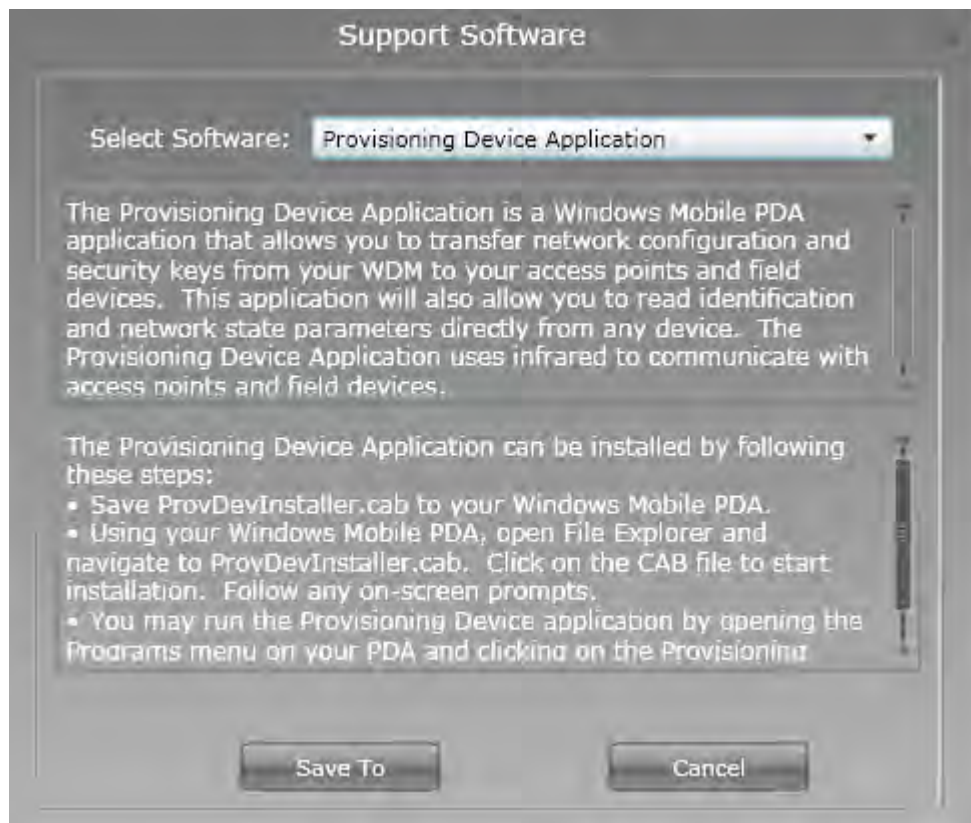 Support Software
Select Software: Provisioning Device Application
The Provisioning Device Application is a Windows Mobile PDA
application that allows you to transfer network configuration and
security keys from your WDM to your access points and field
devices.  This application will also allow you to read identification
and network state parameters directly from any device.  The
Provisioning Device Application uses infrared to communicate with
access points and field devices.
The Provisioning Device Application can be installed by following
these steps:
• Save ProvDevInstaller.cab to your Windows Mobile PDA.
• Using your Windows Mobile PDA, open File Explorer and
navigate to ProvDevInstaller.cab.  Click on the CAB file to start
installation.  Follow any on-screen prompts.
• You may run the Provisioning Device application by opening the
Programs menu on your PDA and clicking on the Provisioning
Save To
Cancel